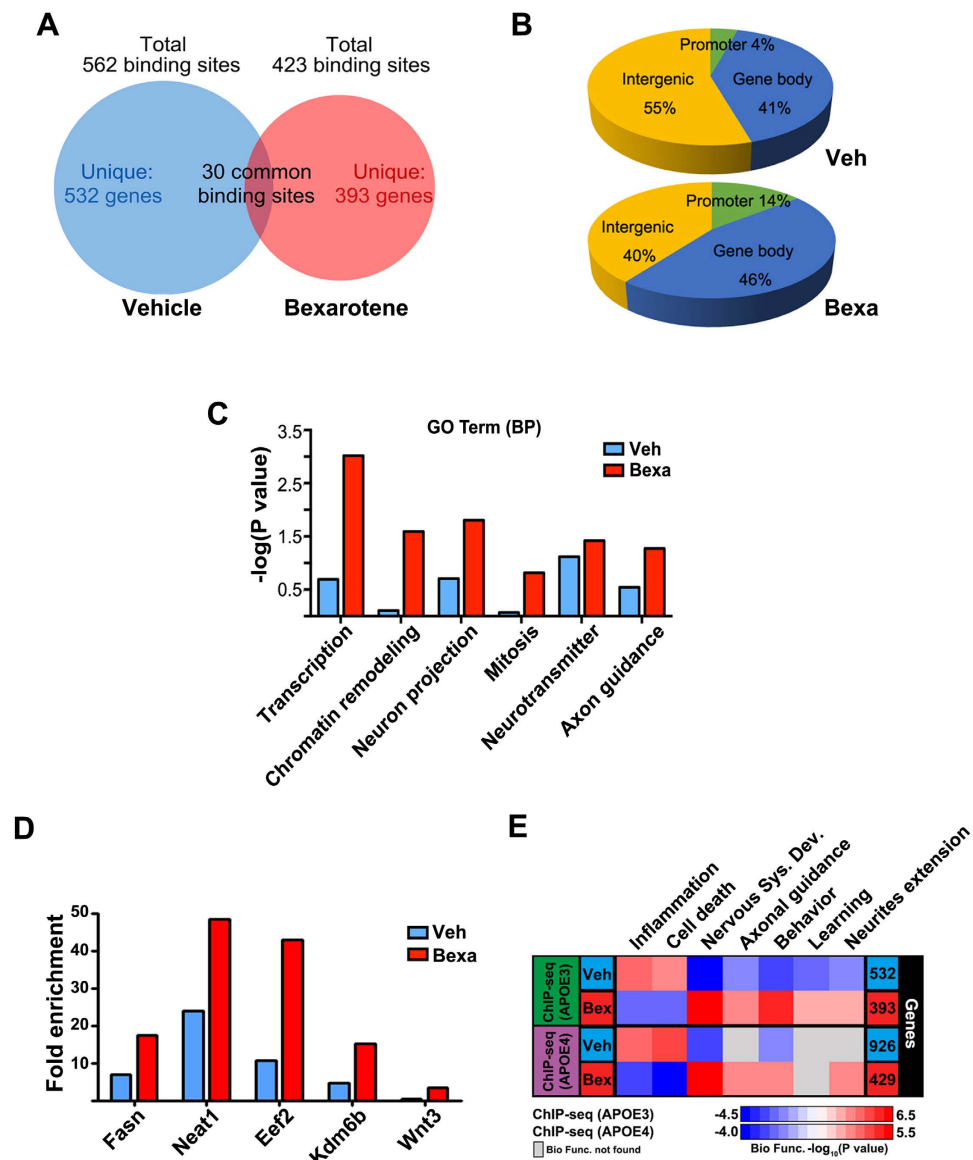 A
Total
562 binding sites
Total
423 binding sites
Unique:
532 genes
30 common
binding sites
Unique:
393 genes
Vehicle
Bexarotene
B
Promoter 4%
Intergenic
55%
Gene body
41%
Veh
Promoter 14%
Intergenic
40%
Gene body
46%
Bexa
C
GO Term (BP)
-log(P value)
3.5
2.5
1.5
0.5
Veh
Bexa
Transcription
Chromatin remodeling
Neuron projection
Mitosis
Neurotransmitter
Axon guidance
D
Fold enrichment
50
40
30
20
10
Veh
Bexa
Fasn
Neat1
Eef2
Kdm6b
Wnt3
E
Inflammation
Cell death
Nervous Sys. Dev.
Axonal guidance
Behavior
Learning
Neurites extension
ChIP-seq
(APOE3)
Veh
532
Bex
393
ChIP-seq
(APOE4)
Veh
926
Bex
429
Genes
ChIP-seq (APOE3)
-4.5
6.5
ChIP-seq (APOE4)
-4.0
5.5
Bio Func. not found
Bio Func. -log10(P value)